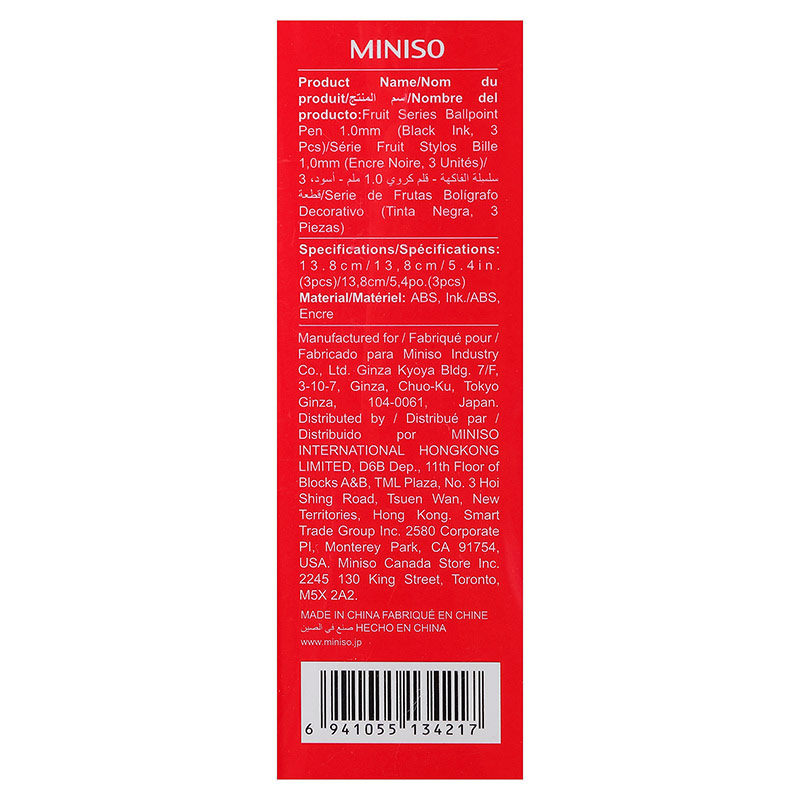 MINISO
Product Name/Nom du
produit/اسم المنتج/Nombre del
producto:Fruit Series Ballpoint
Pen 1.0mm (Black Ink, 3
Pcs)/Série Fruit Stylos Bille
1,0mm (Encre Noire, 3 Unités)/
سلسلة الفاكهة - قلم كروي 1.0 ملم - أسود، 3
قطعة/Serie de Frutas Bolígrafo
Decorativo (Tinta Negra, 3
Piezas)
Specifications/Spécifications:
13.8cm/13,8cm/5.4in.
(3pcs)/13,8cm/5,4po.(3pcs)
Material/Matériel: ABS, Ink./ABS,
Encre
Manufactured for / Fabriqué pour /
Fabricado para Miniso Industry
Co., Ltd. Ginza Kyoya Bldg. 7/F,
3-10-7, Ginza, Chuo-Ku, Tokyo
Ginza, 104-0061, Japan.
Distributed by / Distribué par /
Distribuido por MINISO
INTERNATIONAL HONGKONG
LIMITED, D6B Dep., 11th Floor of
Blocks A&B, TML Plaza, No. 3 Hoi
Shing Road, Tsuen Wan, New
Territories, Hong Kong. Smart
Trade Group Inc. 2580 Corporate
Pl, Monterey Park, CA 91754,
USA. Miniso Canada Store Inc.
2245 130 King Street, Toronto,
M5X 2A2.
MADE IN CHINA FABRIQUÉ EN CHINE
صنع في الصين HECHO EN CHINA
www.miniso.jp
6 941055 134217